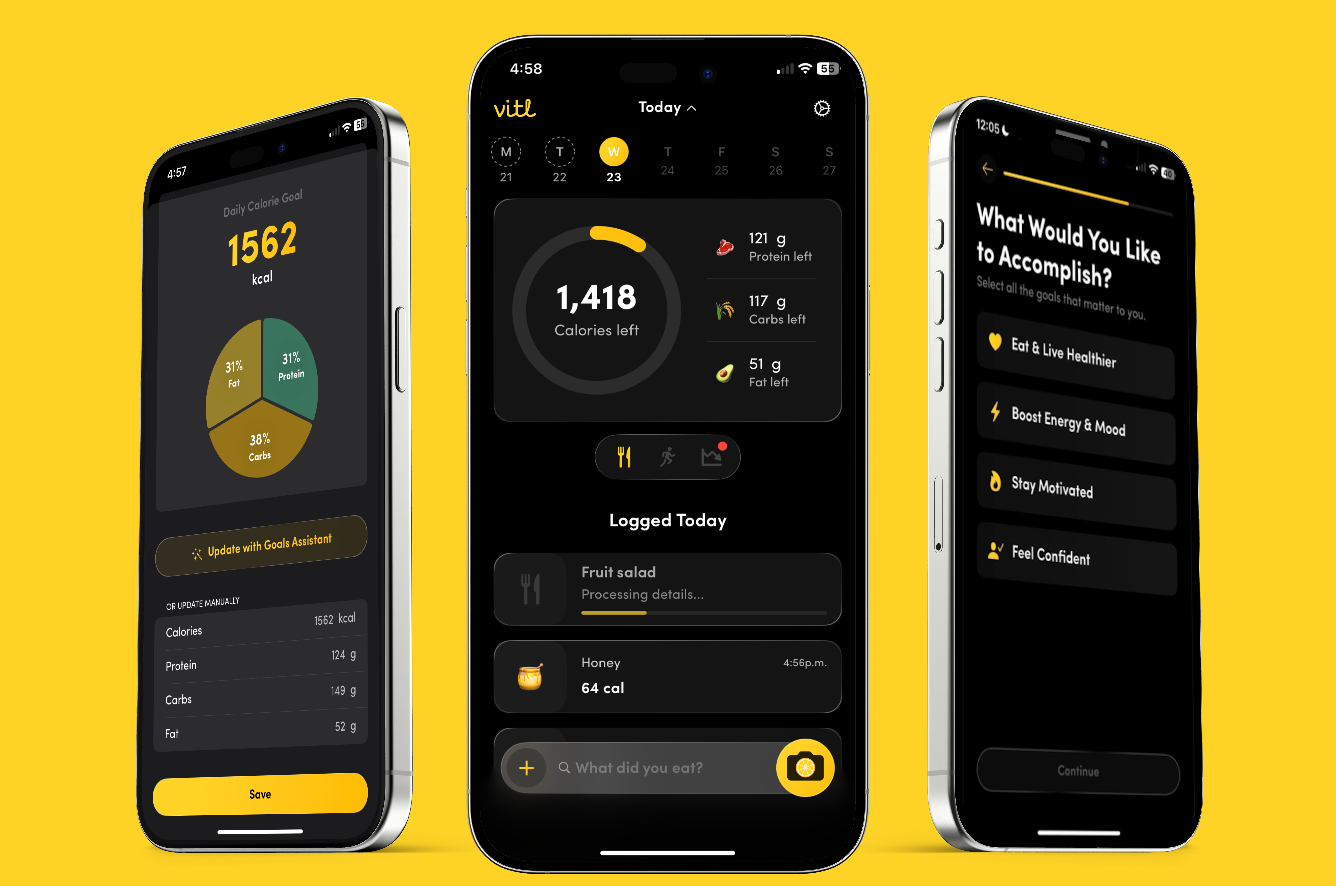 4:57
58
Daily Calorie Goal
1562
kcal
31%
Fat
31%
Protein
38%
Carbs
Update with Goals Assistant
OR UPDATE MANUALLY
Calories 1562 kcal
Protein 124 g
Carbs 149 g
Fat 52 g
Save
4:58
55
vitl
Today
M T W T F S S
21 22 23 24 25 26 27
1,418
Calories left
121 g
Protein left
117 g
Carbs left
51 g
Fat left
Logged Today
Fruit salad
Processing details...
Honey 4:56p.m.
64 cal
What did you eat?
12:05
40
What Would You Like
to Accomplish?
Select all the goals that matter to you.
Eat & Live Healthier
Boost Energy & Mood
Stay Motivated
Feel Confident
Continue